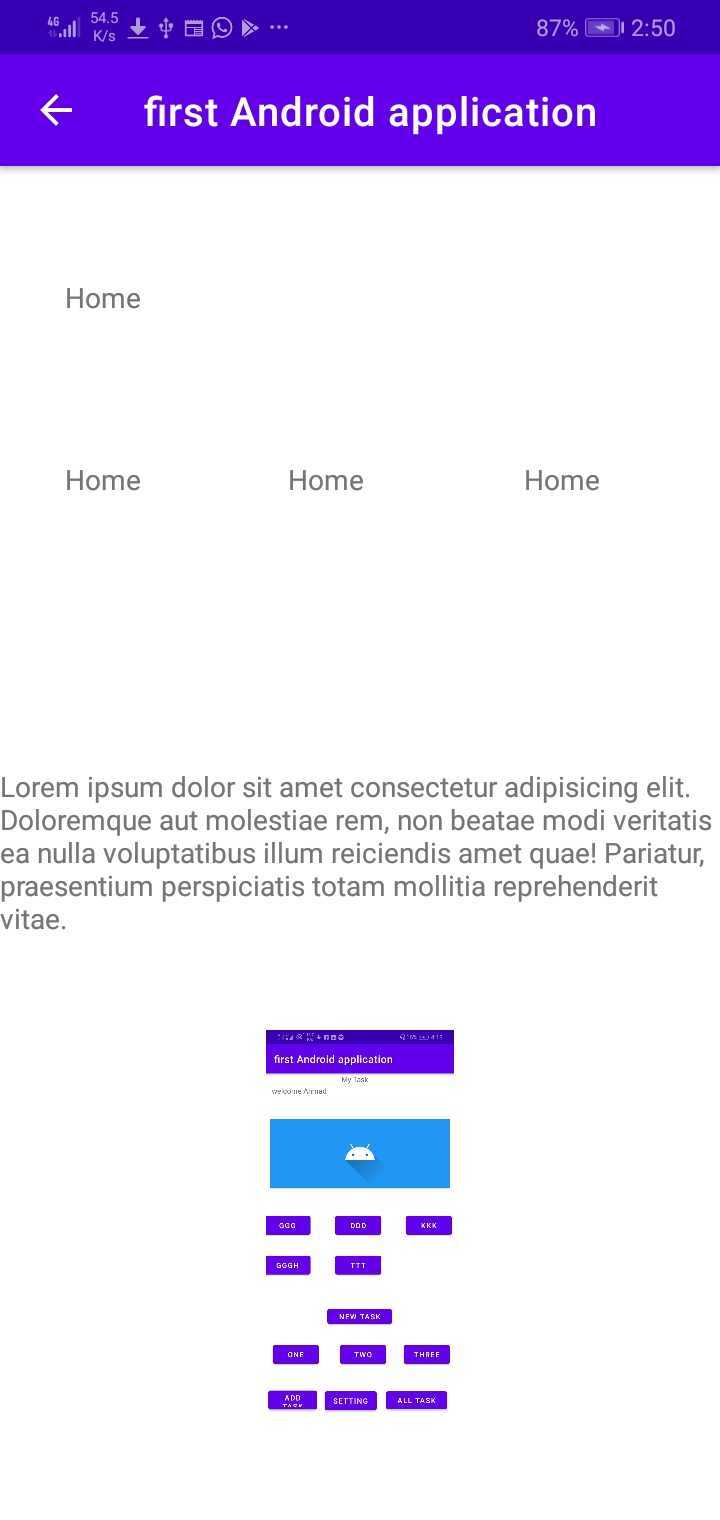 4G 54.5 K/s 87% 2:50
first Android application
Home
Home Home Home
Lorem ipsum dolor sit amet consectetur adipisicing elit.
Doloremque aut molestiae rem, non beatae modi veritatis
ea nulla voluptatibus illum reiciendis amet quae! Pariatur,
praesentium perspiciatis totam mollitia reprehenderit
vitae.
first Android application
My Task
welcome Ahmad
DDD KKK
GGGH TTT
NEW TASK
ONE TWO THREE
ADD TASK SETTING ALL TASK